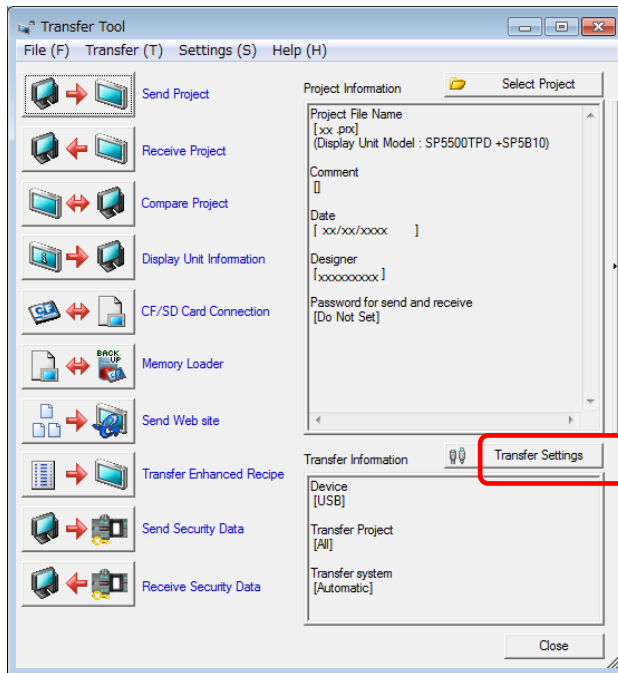 Transfer Tool
File (F) Transfer (T) Settings (S) Help (H)
Send Project
Receive Project
Compare Project
Display Unit Information
CF/SD Card Connection
Memory Loader
Send Web site
Transfer Enhanced Recipe
Send Security Data
Receive Security Data
CF
BACK
UP
Project Information
Select Project
Project File Name
[xx .prx]
(Display Unit Model : SP5500TPD +SP5B10)
Comment
[]
Date
[ xx/xx/xxxx ]
Designer
[xxxxxxxxx ]
Password for send and receive
[Do Not Set]
Transfer Information
Transfer Settings
Device
[USB]
Transfer Project
[All]
Transfer system
[Automatic]
Close